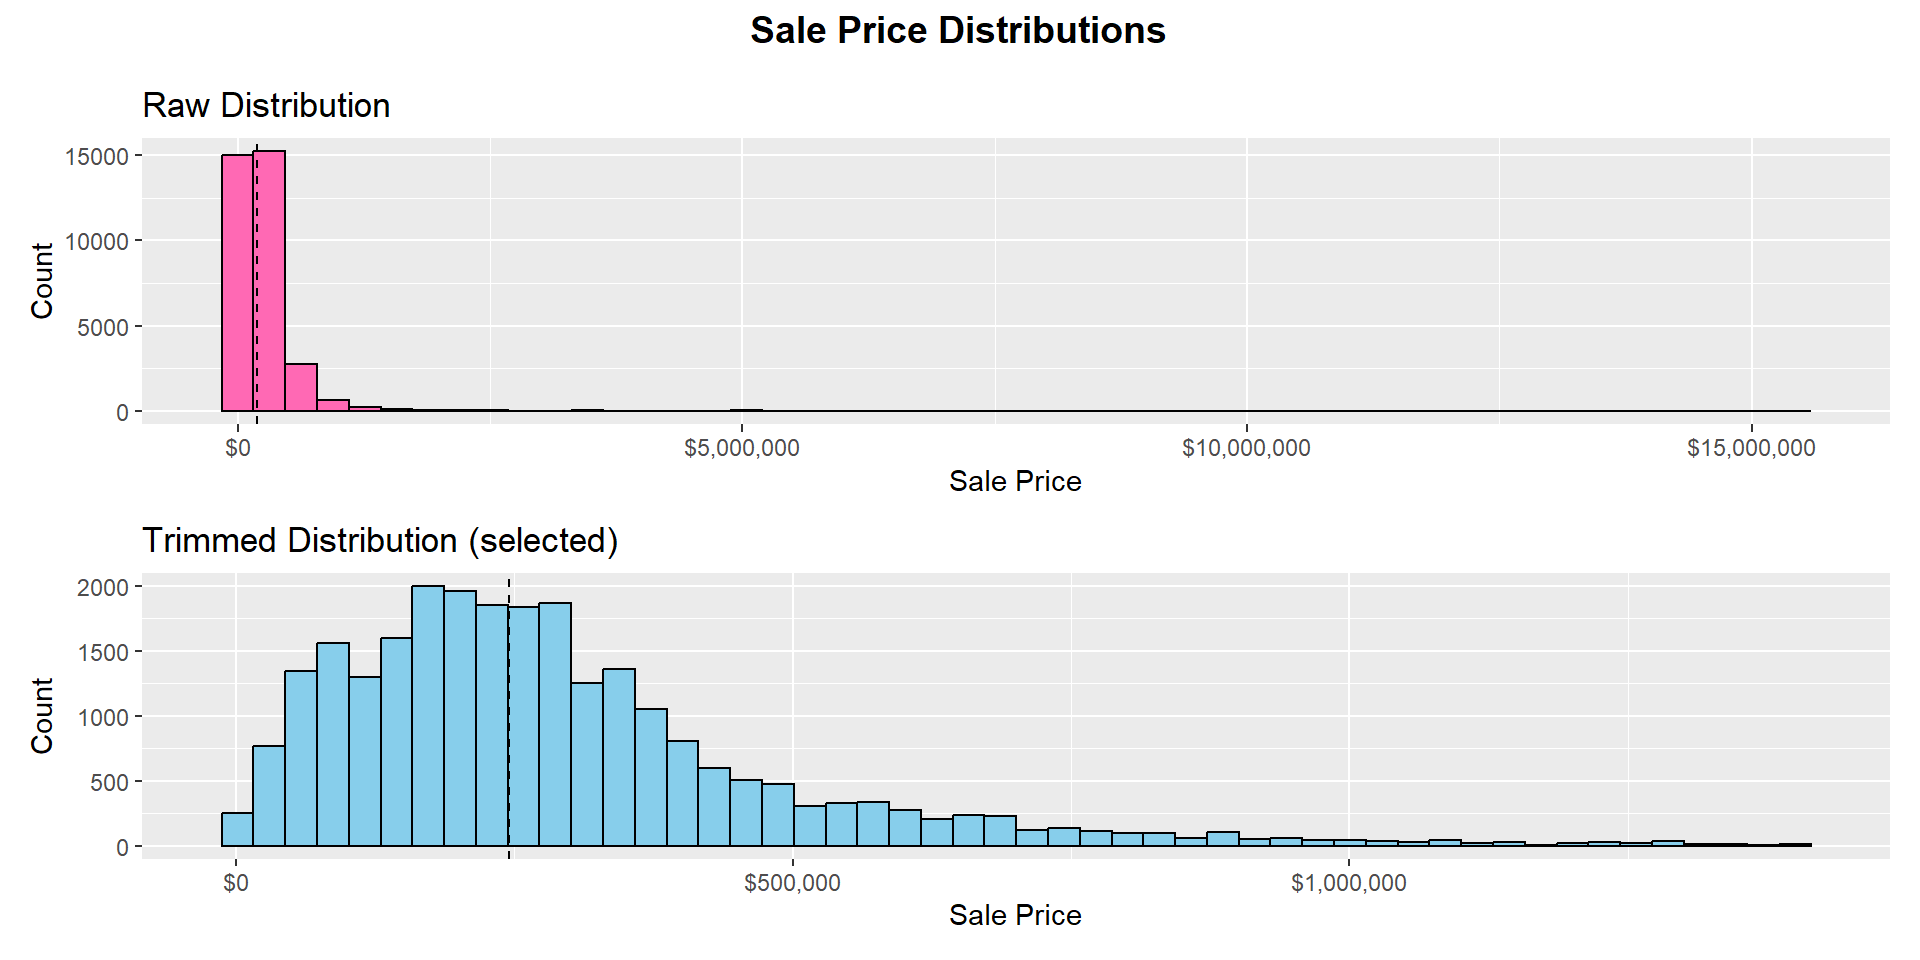 Sale Price Distributions
Raw Distribution
Count
15000
10000
5000
0
$0 $5,000,000 $10,000,000 $15,000,000
Sale Price
Trimmed Distribution (selected)
Count
2000
1500
1000
500
0
$0 $500,000 $1,000,000
Sale Price